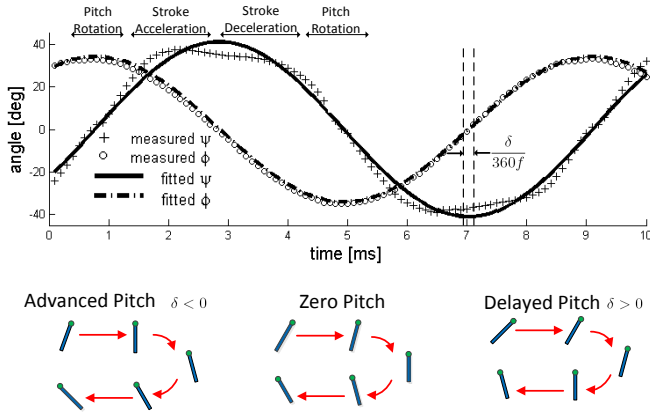 Pitch Rotation
Stroke Acceleration
Stroke Deceleration
Pitch Rotation
angle [deg]
40
20
0
-20
-40
+ measured ψ
o measured ϕ
fitted ψ
fitted ϕ
δ
360f
0 1 2 3 4 5 6 7 8 9 10
time [ms]
Advanced Pitch δ < 0
Zero Pitch
Delayed Pitch δ > 0